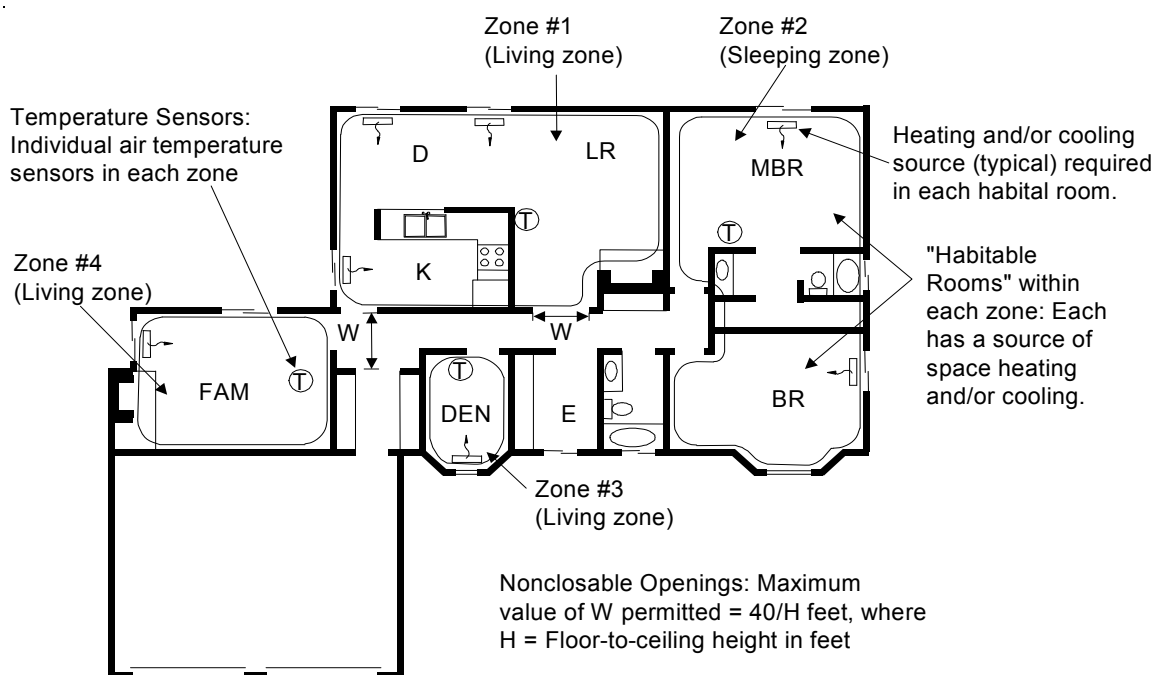 Zone #1
(Living zone)
Zone #2
(Sleeping zone)
Temperature Sensors:
Individual air temperature
sensors in each zone
Heating and/or cooling
source (typical) required
in each habital room.
D
LR
MBR
T
T
K
Zone #4
(Living zone)
"Habitable
Rooms" within
each zone: Each
has a source of
space heating
and/or cooling.
W
W
T
T
FAM
DEN
E
BR
Zone #3
(Living zone)
Nonclosable Openings: Maximum
value of W permitted = 40/H feet, where
H = Floor-to-ceiling height in feet